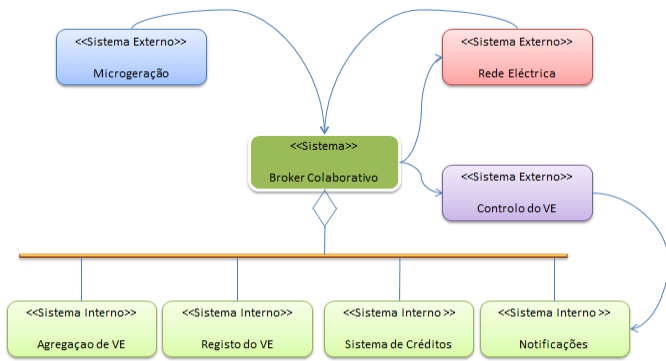 <<Sistema Externo>>
Microgeração
<<Sistema Externo>>
Rede Eléctrica
<<Sistema>>
Broker Colaborativo
<<Sistema Externo>>
Controlo do VE
<<Sistema Interno>>
Agregaçao de VE
<<Sistema Interno>>
Registo do VE
<<Sistema Interno>>
Sistema de Créditos
<<Sistema Interno>>
Notificações